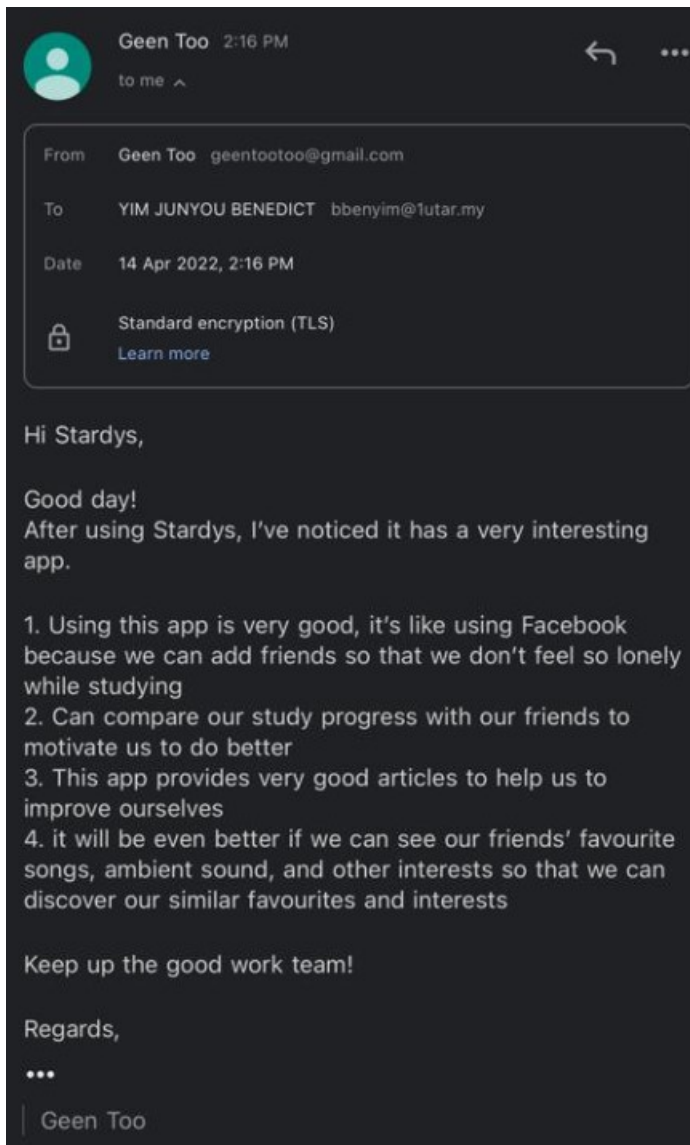 Geen Too 2:16 PM
to me
From Geen Too geentootoo@gmail.com
To YIM JUNYOU BENEDICT bbenyim@1utar.my
Date 14 Apr 2022, 2:16 PM
Standard encryption (TLS)
Learn more
Hi Stardys,
Good day!
After using Stardys, I've noticed it has a very interesting
app.
1. Using this app is very good, it's like using Facebook
because we can add friends so that we don't feel so lonely
while studying
2. Can compare our study progress with our friends to
motivate us to do better
3. This app provides very good articles to help us to
improve ourselves
4. it will be even better if we can see our friends' favourite
songs, ambient sound, and other interests so that we can
discover our similar favourites and interests
Keep up the good work team!
Regards,
Geen Too